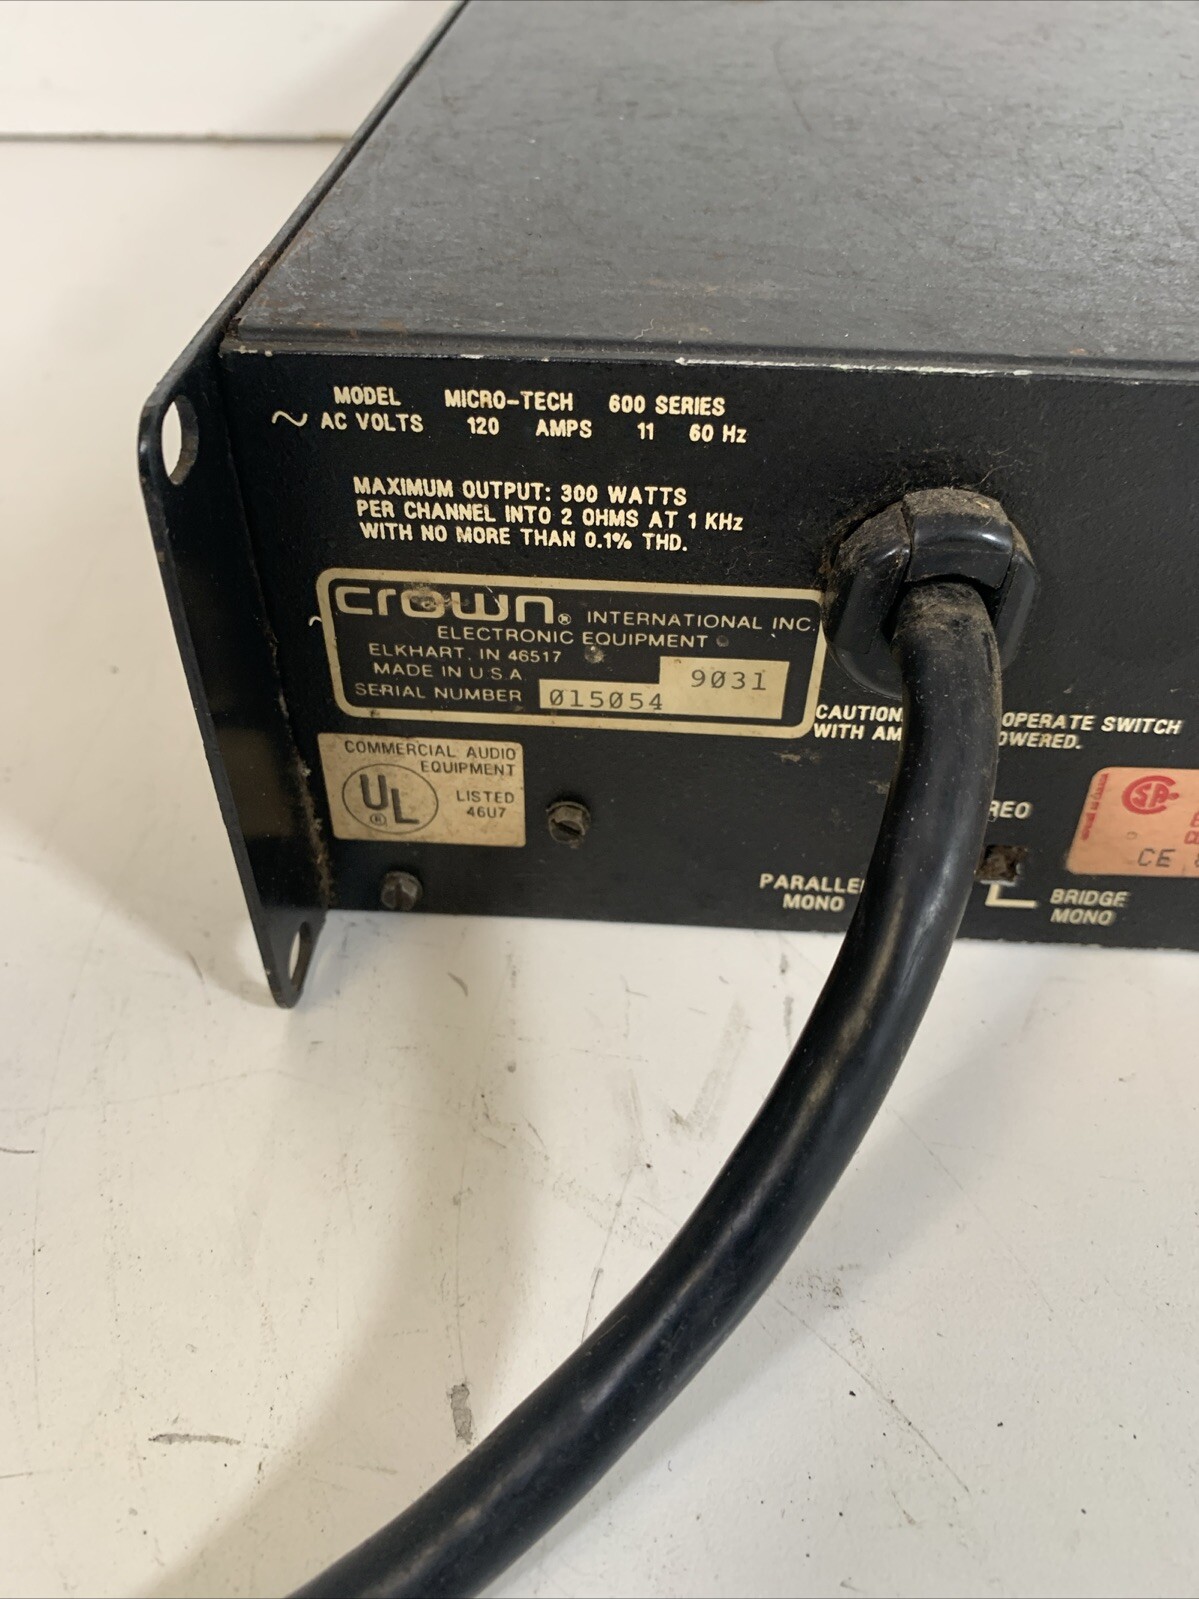 MODEL MICRO-TECH 600 SERIES
~ AC VOLTS 120 AMPS 11 60 Hz
MAXIMUM OUTPUT: 300 WATTS
PER CHANNEL INTO 2 OHMS AT 1 KHz
WITH NO MORE THAN 0.1% THD.
crown® INTERNATIONAL INC.
ELECTRONIC EQUIPMENT
ELKHART, IN 46517
MADE IN U.S.A.
9031
SERIAL NUMBER 015054
COMMERCIAL AUDIO
EQUIPMENT
UL®
LISTED
46U7
CAUTION OPERATE SWITCH
WITH AM OWERED.
REO
PARALLE
MONO
BRIDGE
MONO
CE